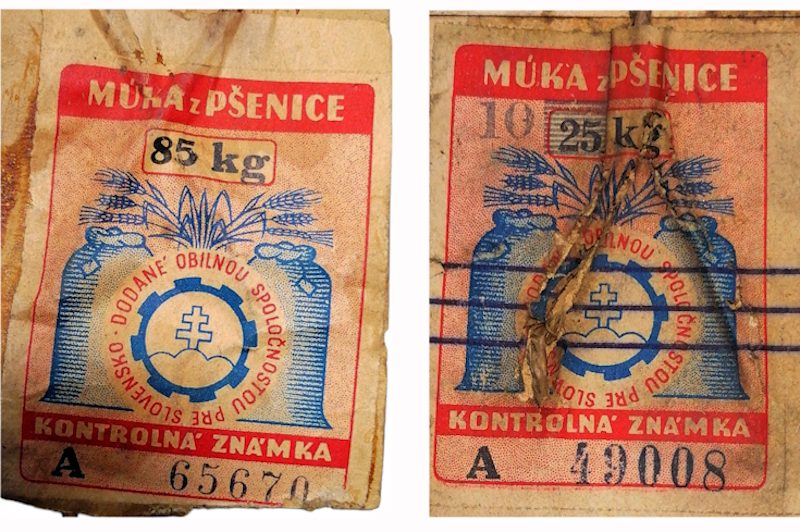 MÚKA z PŠENICE
85 kg
DODANÉ OBILNOU SPOLOČNOSTOU PRE SLOVENSKO
KONTROLNÁ ZNÁMKA
A 65670
MÚKA z PŠENICE
10 25 kg
DODANÉ OBILNOU SPOLOČNOSTOU PRE
KONTROLNÁ ZNÁMKA
A 49008